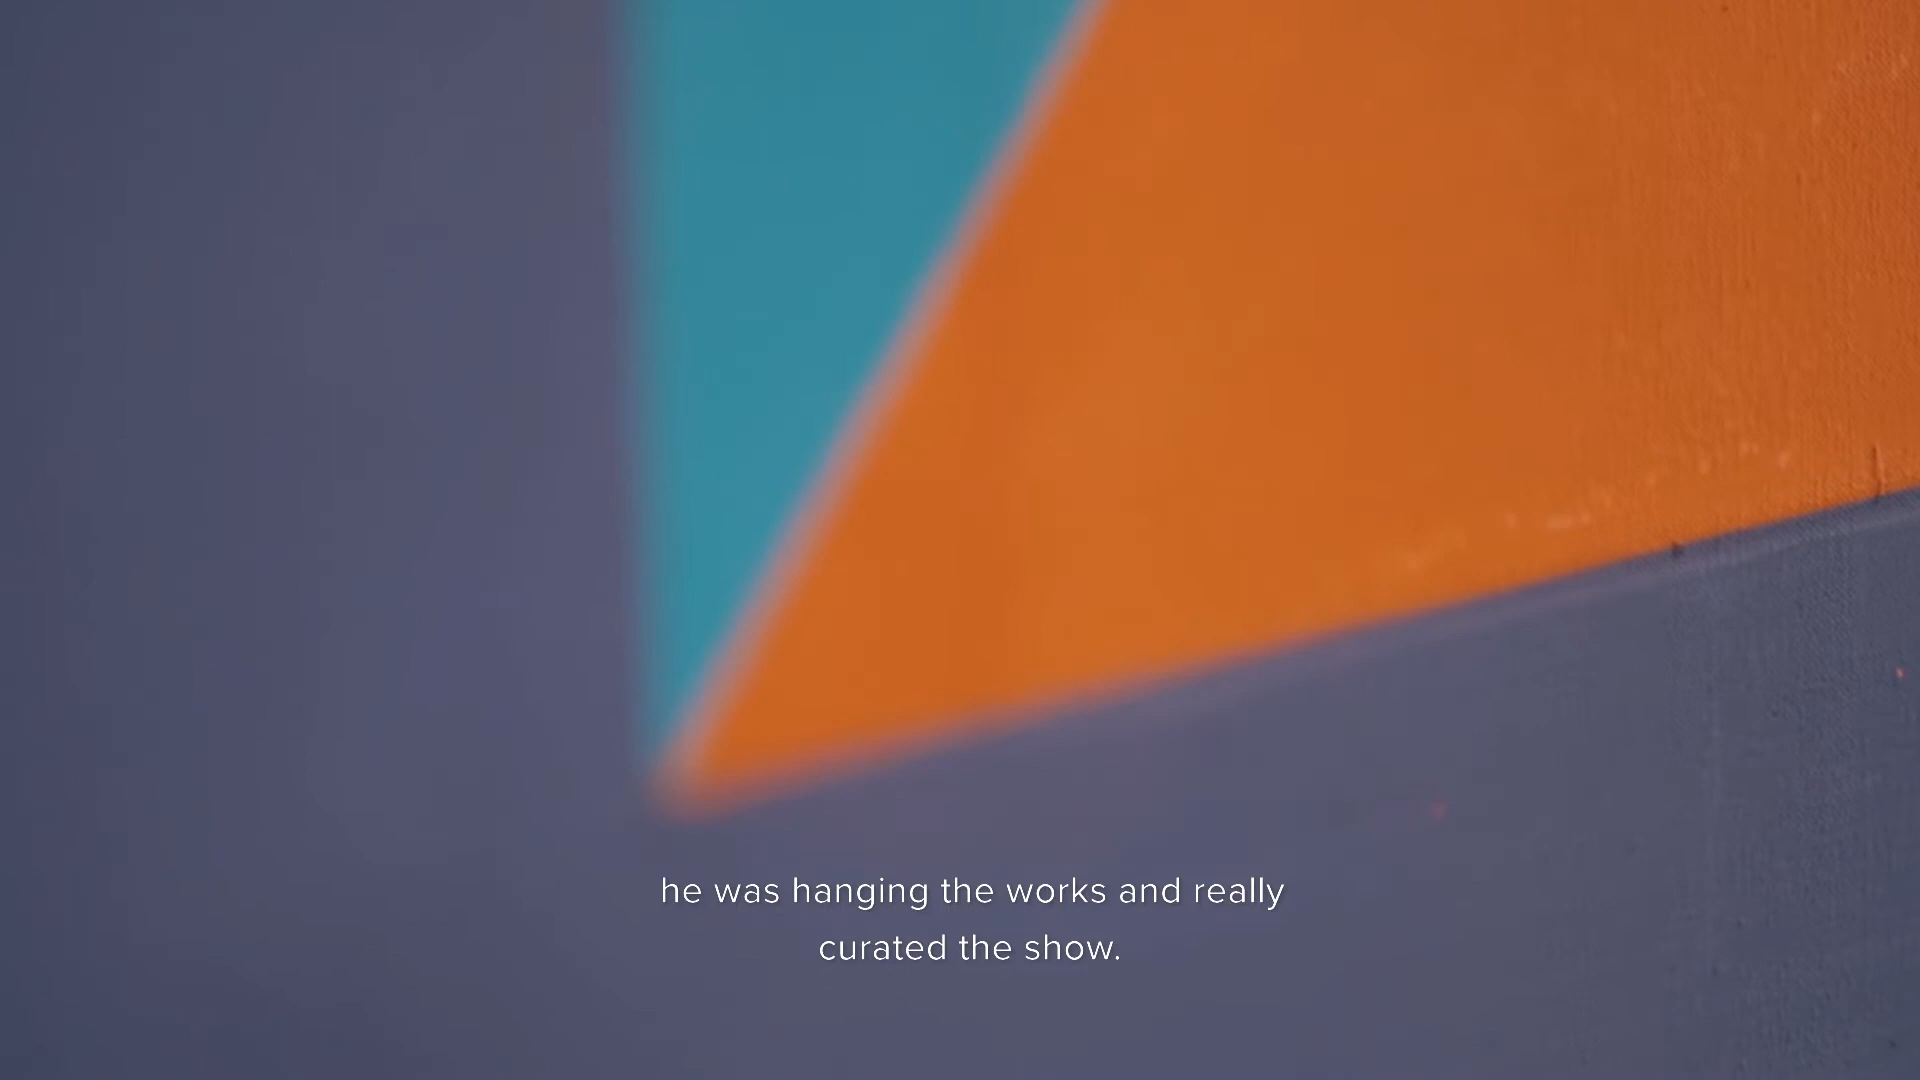 he was hanging the works and really
curated the show.